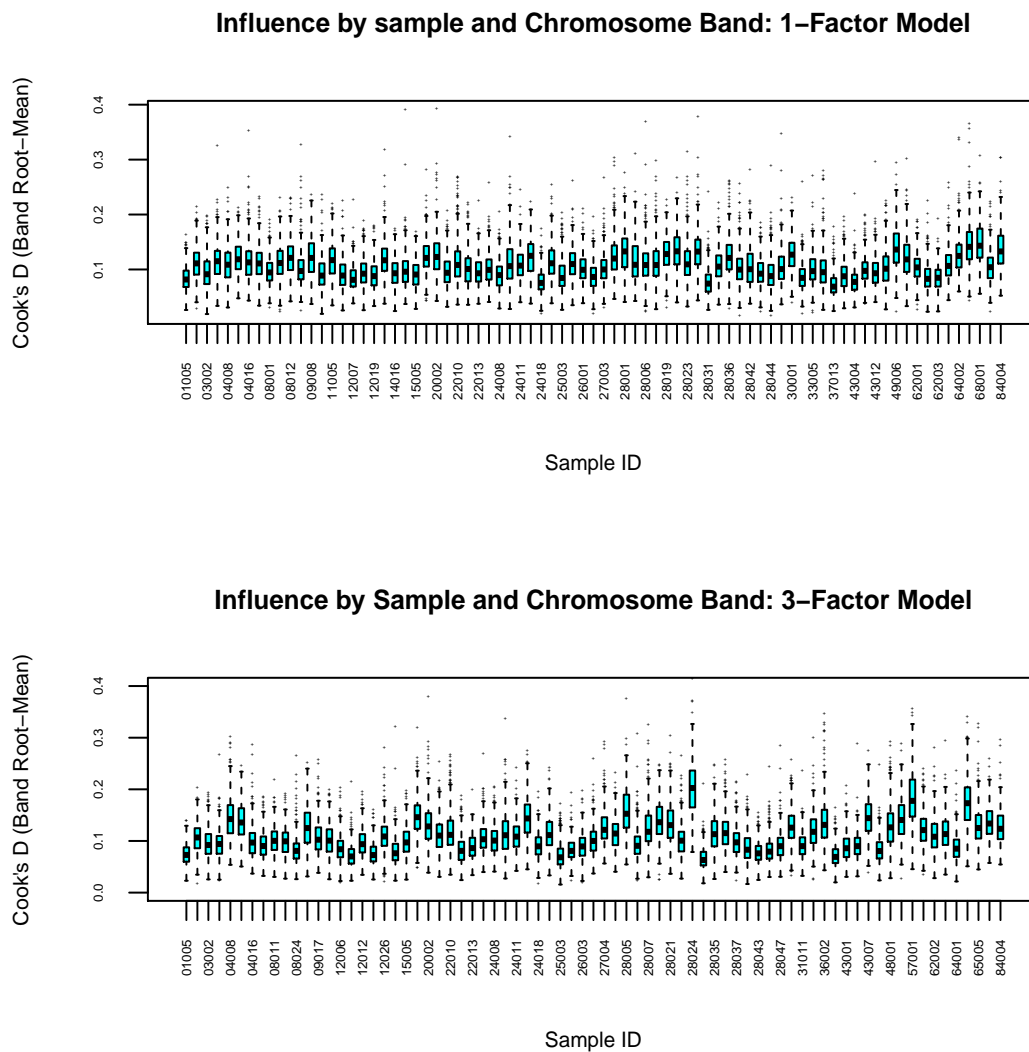 Influence by sample and Chromosome Band: 1−Factor Model
Cook's D (Band Root−Mean)
0.4
0.3
0.2
0.1
01005 03002 04008 04016 08001 08012 09008 11005 12007 12019 14016 15005 20002 22010 22013 24008 24011 24018 25003 26001 27003 28001 28006 28019 28023 28031 28036 28042 28044 30001 33005 37013 43004 43012 49006 62001 62003 64002 68001 84004
Sample ID
Influence by Sample and Chromosome Band: 3−Factor Model
Cook's D (Band Root−Mean)
0.4
0.3
0.2
0.1
0.0
01005 03002 04008 04016 08011 08024 09017 12006 12012 12026 15005 20002 22010 22013 24008 24011 24018 25003 26003 27004 28005 28007 28021 28024 28035 28037 28043 28047 31011 36002 43001 43007 48001 57001 62002 64001 65005 84004
Sample ID